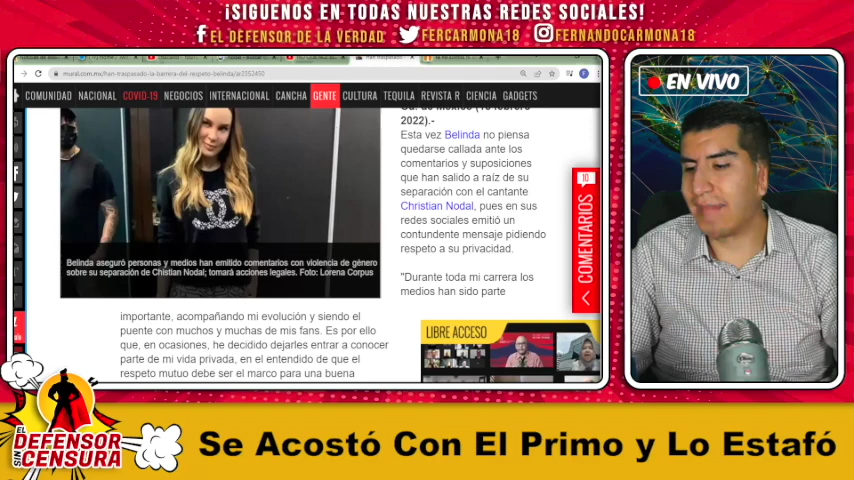 ¡SIGUENOS EN TODAS NUESTRAS REDES SOCIALES!
EL DEFENSOR DE LA VERDAD FERCARMONA18 FERNANDOCARMONA18
mural.com.mx/han-traspasado-la-barrera-del-respeto-belinda/ar2352450
COMUNIDAD NACIONAL COVID-19 NEGOCIOS INTERNACIONAL CANCHA GENTE CULTURA TEQUILA REVISTA R CIENCIA GADGETS
2022).-
Esta vez Belinda no piensa
quedarse callada ante los
comentarios y suposiciones
que han salido a raíz de su
separación con el cantante
Christian Nodal, pues en sus
redes sociales emitió un
contundente mensaje pidiendo
respeto a su privacidad.
"Durante toda mi carrera los
medios han sido parte
Belinda aseguró personas y medios han emitido comentarios con violencia de género
sobre su separación de Chistian Nodal; tomará acciones legales. Foto: Lorena Corpus
importante, acompañando mi evolución y siendo el
puente con muchos y muchas de mis fans. Es por ello
que, en ocasiones, he decidido dejarles entrar a conocer
parte de mi vida privada, en el entendido de que el
respeto mutuo debe ser el marco para una buena
10
COMENTARIOS
LIBRE ACCESO
EN VIVO
EL
DEFENSOR
SIN
CENSURA
Se Acostó Con El Primo y Lo Estafó